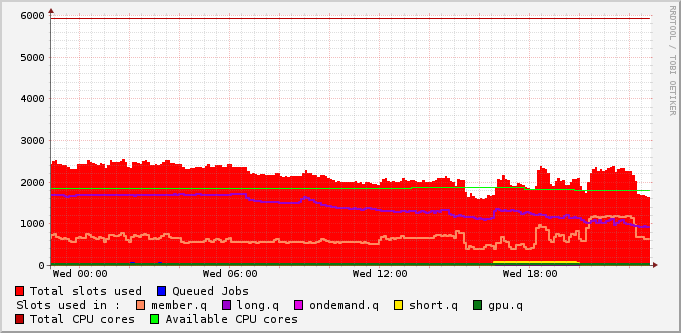 6000
5000
4000
3000
2000
1000
0
Wed 00:00 Wed 06:00 Wed 12:00 Wed 18:00
RRDTOOL / TOBI OETIKER
Total slots used Queued Jobs
Slots used in : member.q long.q ondemand.q short.q gpu.q
Total CPU cores Available CPU cores